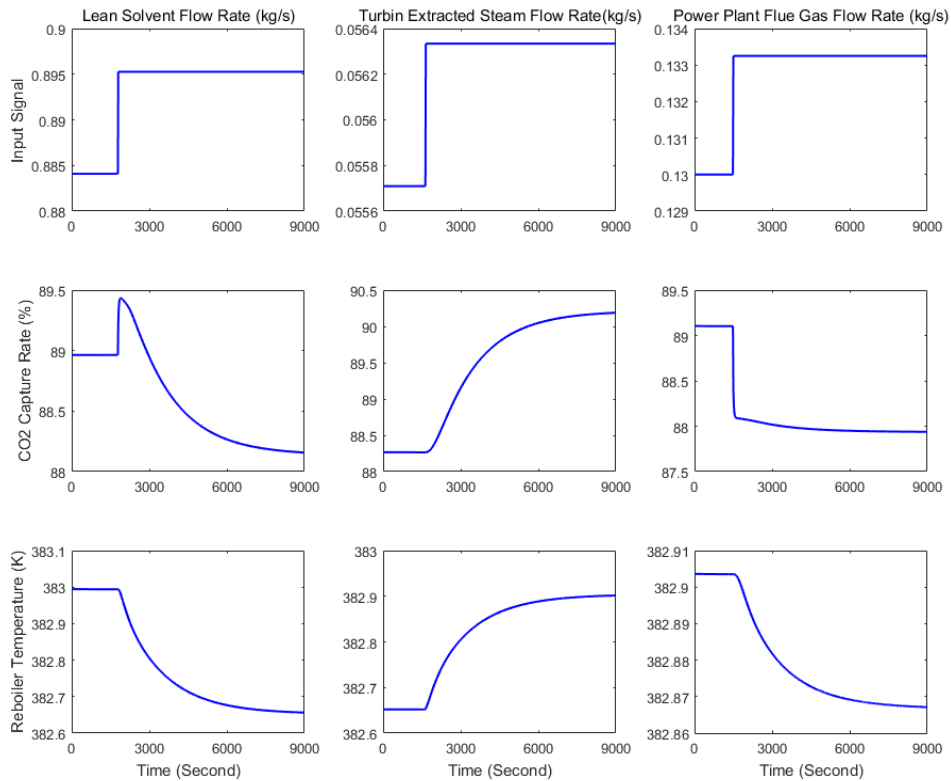 Lean Solvent Flow Rate (kg/s)
Turbin Extracted Steam Flow Rate(kg/s)
Power Plant Flue Gas Flow Rate (kg/s)
Input Signal
0.9
0.895
0.89
0.885
0.88
0 3000 6000 9000
0.0564
0.0562
0.056
0.0558
0.0556
0 3000 6000 9000
0.134
0.133
0.132
0.131
0.13
0.129
0 3000 6000 9000
CO2 Capture Rate (%)
89.5
89
88.5
88
0 3000 6000 9000
90.5
90
89.5
89
88.5
88
0 3000 6000 9000
89.5
89
88.5
88
87.5
0 3000 6000 9000
Reboiler Temperature (K)
383.1
383
382.9
382.8
382.7
382.6
0 3000 6000 9000
Time (Second)
383
382.9
382.8
382.7
382.6
0 3000 6000 9000
Time (Second)
382.91
382.9
382.89
382.88
382.87
382.86
0 3000 6000 9000
Time (Second)